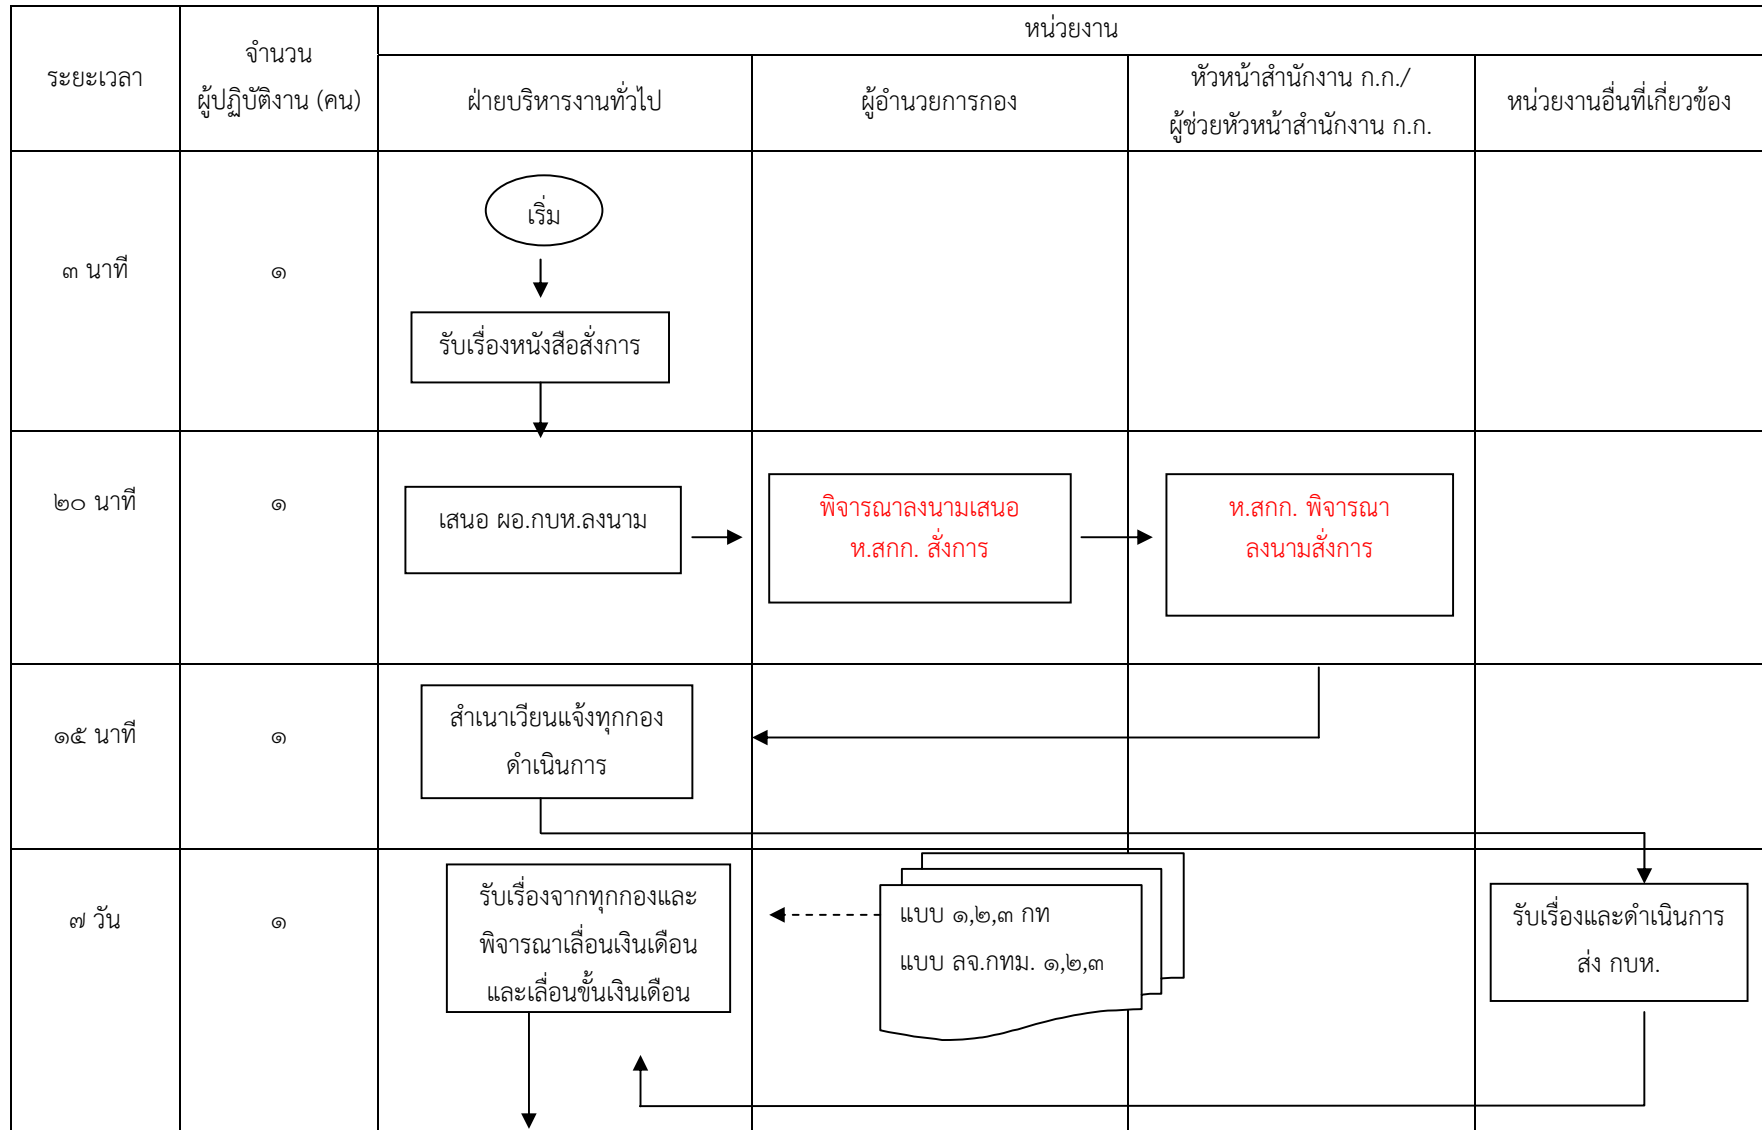 ระยะเวลา
จำนวน
ผู้ปฏิบัติงาน (คน)
หน่วยงาน
ฝ่ายบริหารงานทั่วไป
ผู้อำนวยการกอง
หัวหน้าสำนักงาน ก.ก./
ผู้ช่วยหัวหน้าสำนักงาน ก.ก.
หน่วยงานอื่นที่เกี่ยวข้อง
๓ นาที
๑
เริ่ม
รับเรื่องหนังสือสั่งการ
๒๐ นาที
๑
เสนอ ผอ.กบห.ลงนาม
พิจารณาลงนามเสนอ
ห.สกก. สั่งการ
ห.สกก. พิจารณา
ลงนามสั่งการ
๑๕ นาที
๑
สำเนาเวียนแจ้งทุกกอง
ดำเนินการ
๗ วัน
๑
รับเรื่องจากทุกกองและ
พิจารณาเลื่อนเงินเดือน
และเลื่อนขั้นเงินเดือน
แบบ ๑,๒,๓ กท
แบบ ลจ.กทม. ๑,๒,๓
รับเรื่องและดำเนินการ
ส่ง กบห.